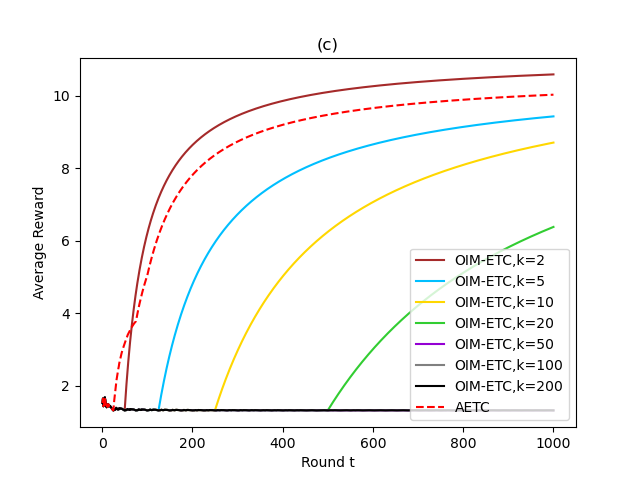 (c)
Average Reward
10
8
6
4
2
0
200
400
600
800
1000
Round t
OIM-ETC,k=2
OIM-ETC,k=5
OIM-ETC,k=10
OIM-ETC,k=20
OIM-ETC,k=50
OIM-ETC,k=100
OIM-ETC,k=200
AETC